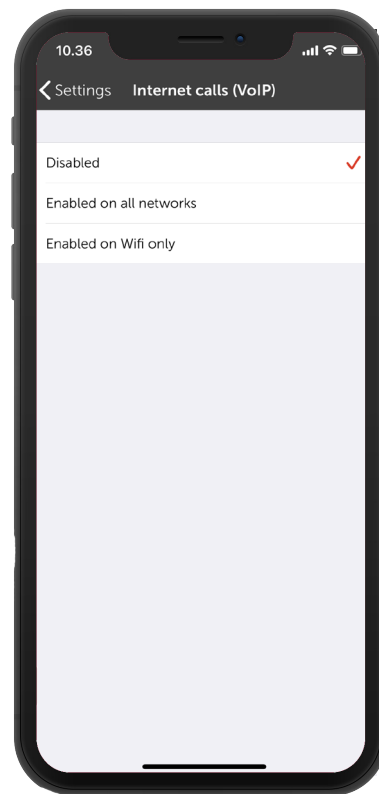 10.36
Settings Internet calls (VoIP)
Disabled
Enabled on all networks
Enabled on Wifi only